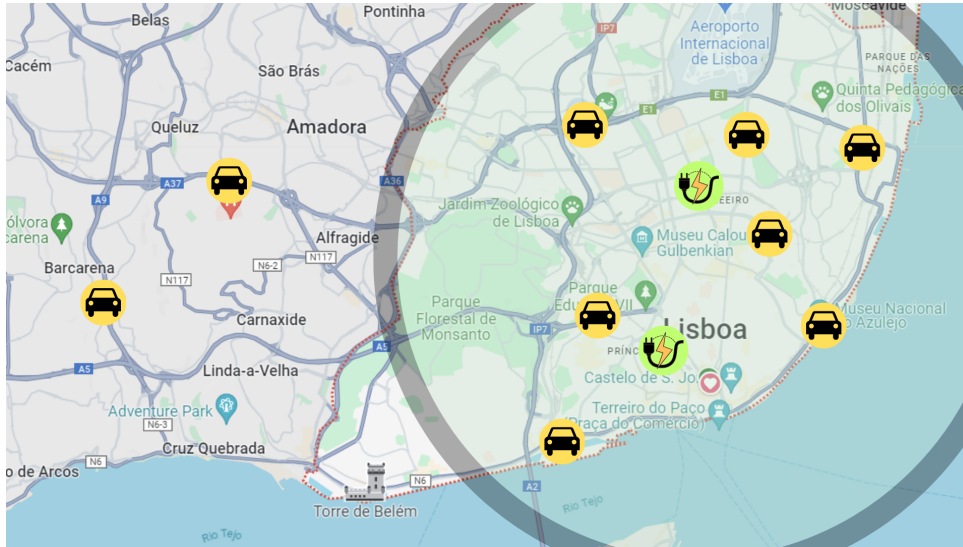 Belas
Pontinha
Moscavide
IP7
Aeroporto
Internacional
de Lisboa
PARQUE DAS
NAÇÕES
Cacém
São Brás
E1
Quinta Pedagógica
dos Olivais
E1
Amadora
Queluz
A37
A36
A9
Jardim Zoológico
de Lisboa
EEIRO
ólvora
carena
Alfragide
Museu Calou
Gulbenkian
N117
N6-2
Barcarena
N117
Parque
Edu VII
Parque
Florestal de
Monsanto
Museu Nacional
o Azulejo
Carnaxide
IP7
Lisboa
A5
PRÍNC
A5
Linda-a-Velha
Castelo de S. Jo
Adventure Park
Terreiro do Paço
(Praça do Comércio)
N6-3
Cruz Quebrada
o de Arcos
N6
N6
A2
Torre de Belém
Rio Tejo
Rio Tejo